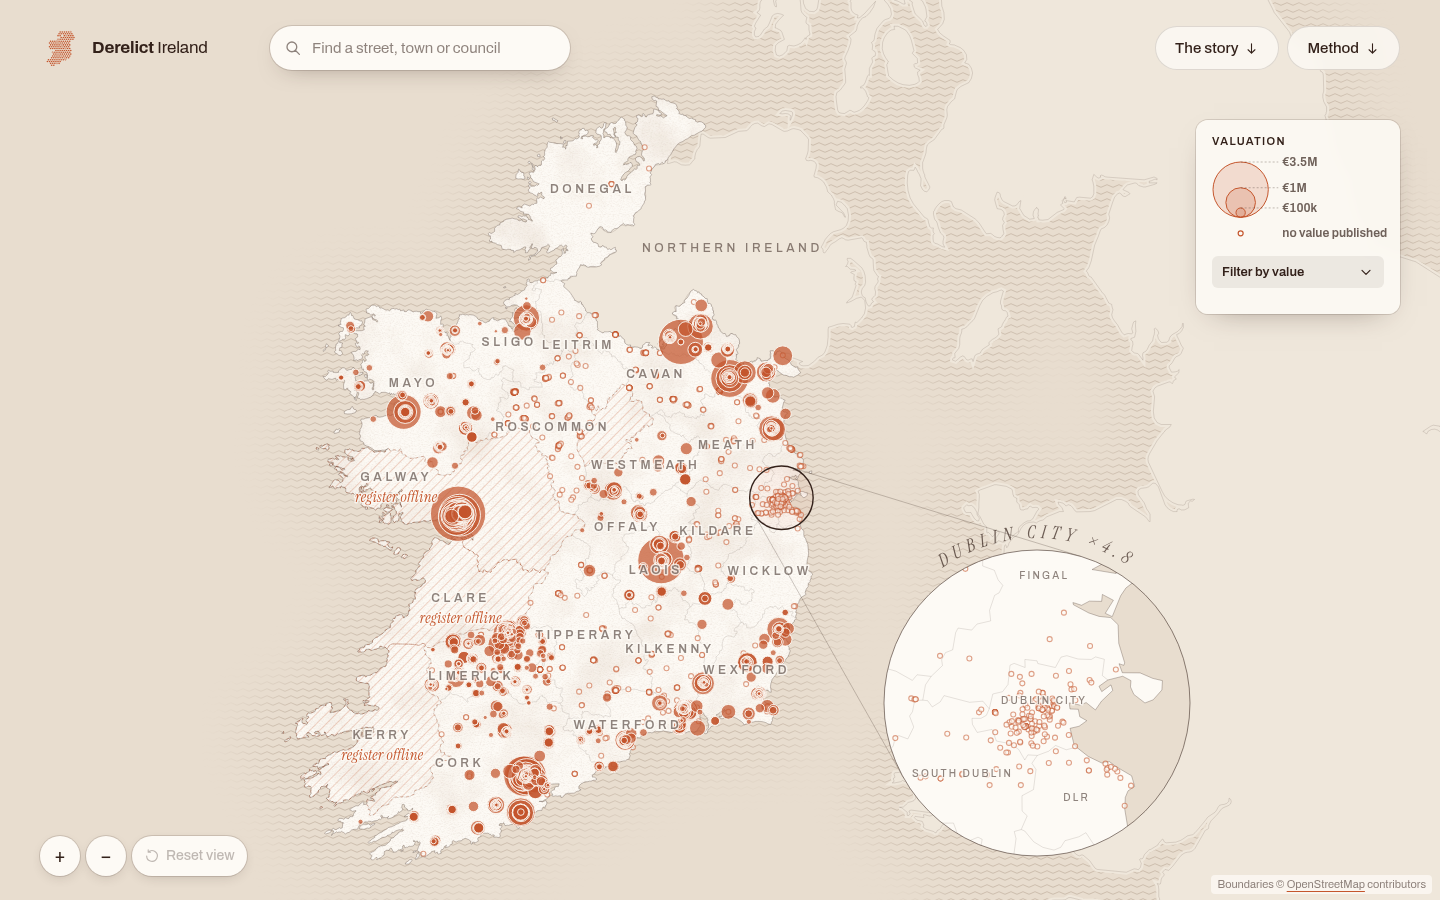 Derelict Ireland
Find a street, town or council
The story ↓
Method ↓
VALUATION
€3.5M
€1M
€100k
no value published
Filter by value
DONEGAL
NORTHERN IRELAND
SLIGO
LEITRIM
CAVAN
MAYO
ROSCOMMON
MEATH
WESTMEATH
GALWAY
register offline
OFFALY
KILDARE
DUBLIN CITY ×4.8
LAOIS
WICKLOW
FINGAL
CLARE
register offline
TIPPERARY
KILKENNY
WEXFORD
LIMERICK
DUBLIN CITY
WATERFORD
KERRY
register offline
CORK
SOUTH DUBLIN
DLR
+
−
Reset view
Boundaries © OpenStreetMap contributors